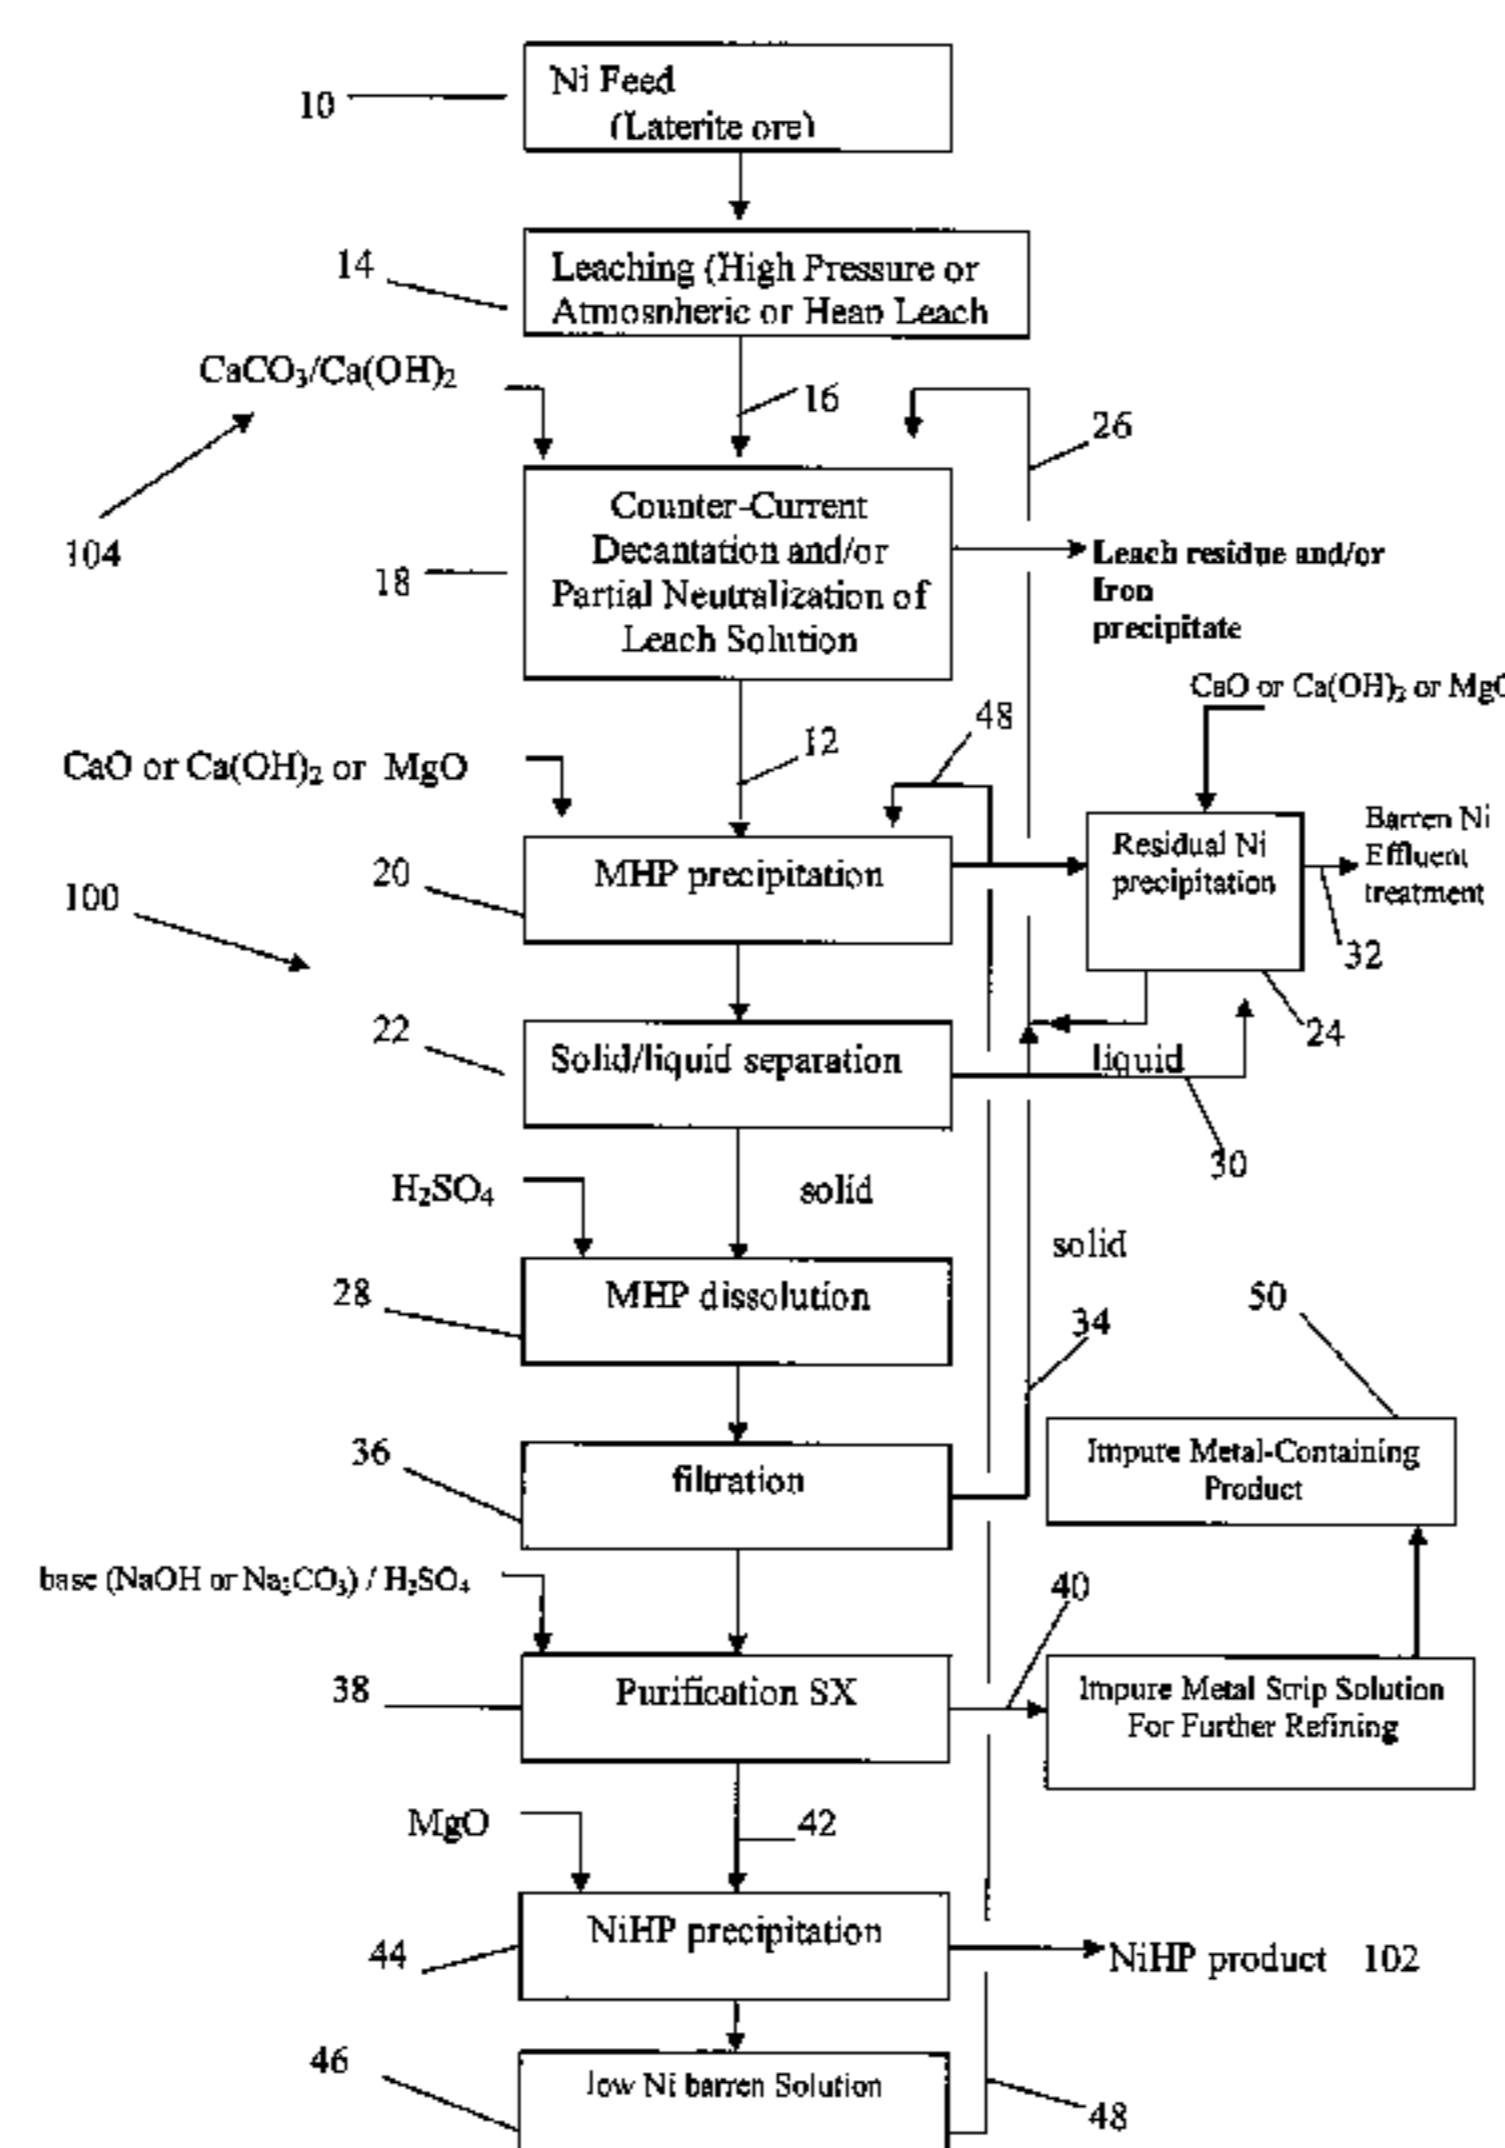 Ni Feed
(Laterite ore)
10
14
Leaching (High Pressure or
Atmospheric or Heap Leach
CaCO₃/Ca(OH)₂
16
26
104
18
Counter-Current
Decantation and/or
Partial Neutralization of
Leach Solution
Leach residue and/or
Iron
precipitate
CaO or Ca(OH)₂ or MgO
48
12
CaO or Ca(OH)₂ or MgO
20
MHP precipitation
Residual Ni
precipitation
Barren Ni
Effluent
treatment
32
100
22
Solid/liquid separation
liquid
24
30
H₂SO₄
solid
solid
28
MHP dissolution
34
50
36
filtration
Impure Metal-Containing
Product
base (NaOH or Na₂CO₃) / H₂SO₄
40
38
Purification SX
Impure Metal Strip Solution
For Further Refining
MgO
42
44
NiHP precipitation
NiHP product 102
46
low Ni barren Solution
48